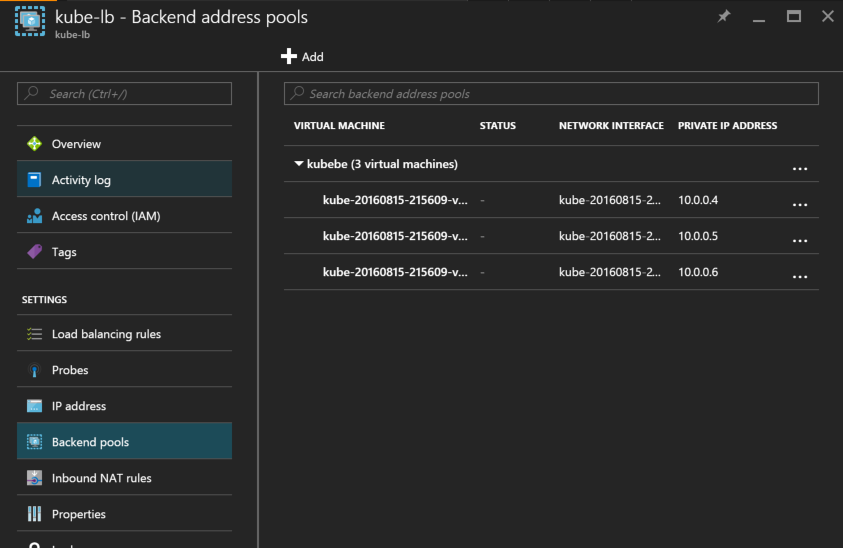 kube-lb - Backend address pools
kube-lb
Add
Search (Ctrl+/)
Overview
Activity log
Access control (IAM)
Tags
SETTINGS
Load balancing rules
Probes
IP address
Backend pools
Inbound NAT rules
Properties
Search backend address pools
VIRTUAL MACHINE STATUS NETWORK INTERFACE PRIVATE IP ADDRESS
kubebe (3 virtual machines) ...
kube-20160815-215609-v... - kube-20160815-2... 10.0.0.4 ...
kube-20160815-215609-v... - kube-20160815-2... 10.0.0.5 ...
kube-20160815-215609-v... - kube-20160815-2... 10.0.0.6 ...